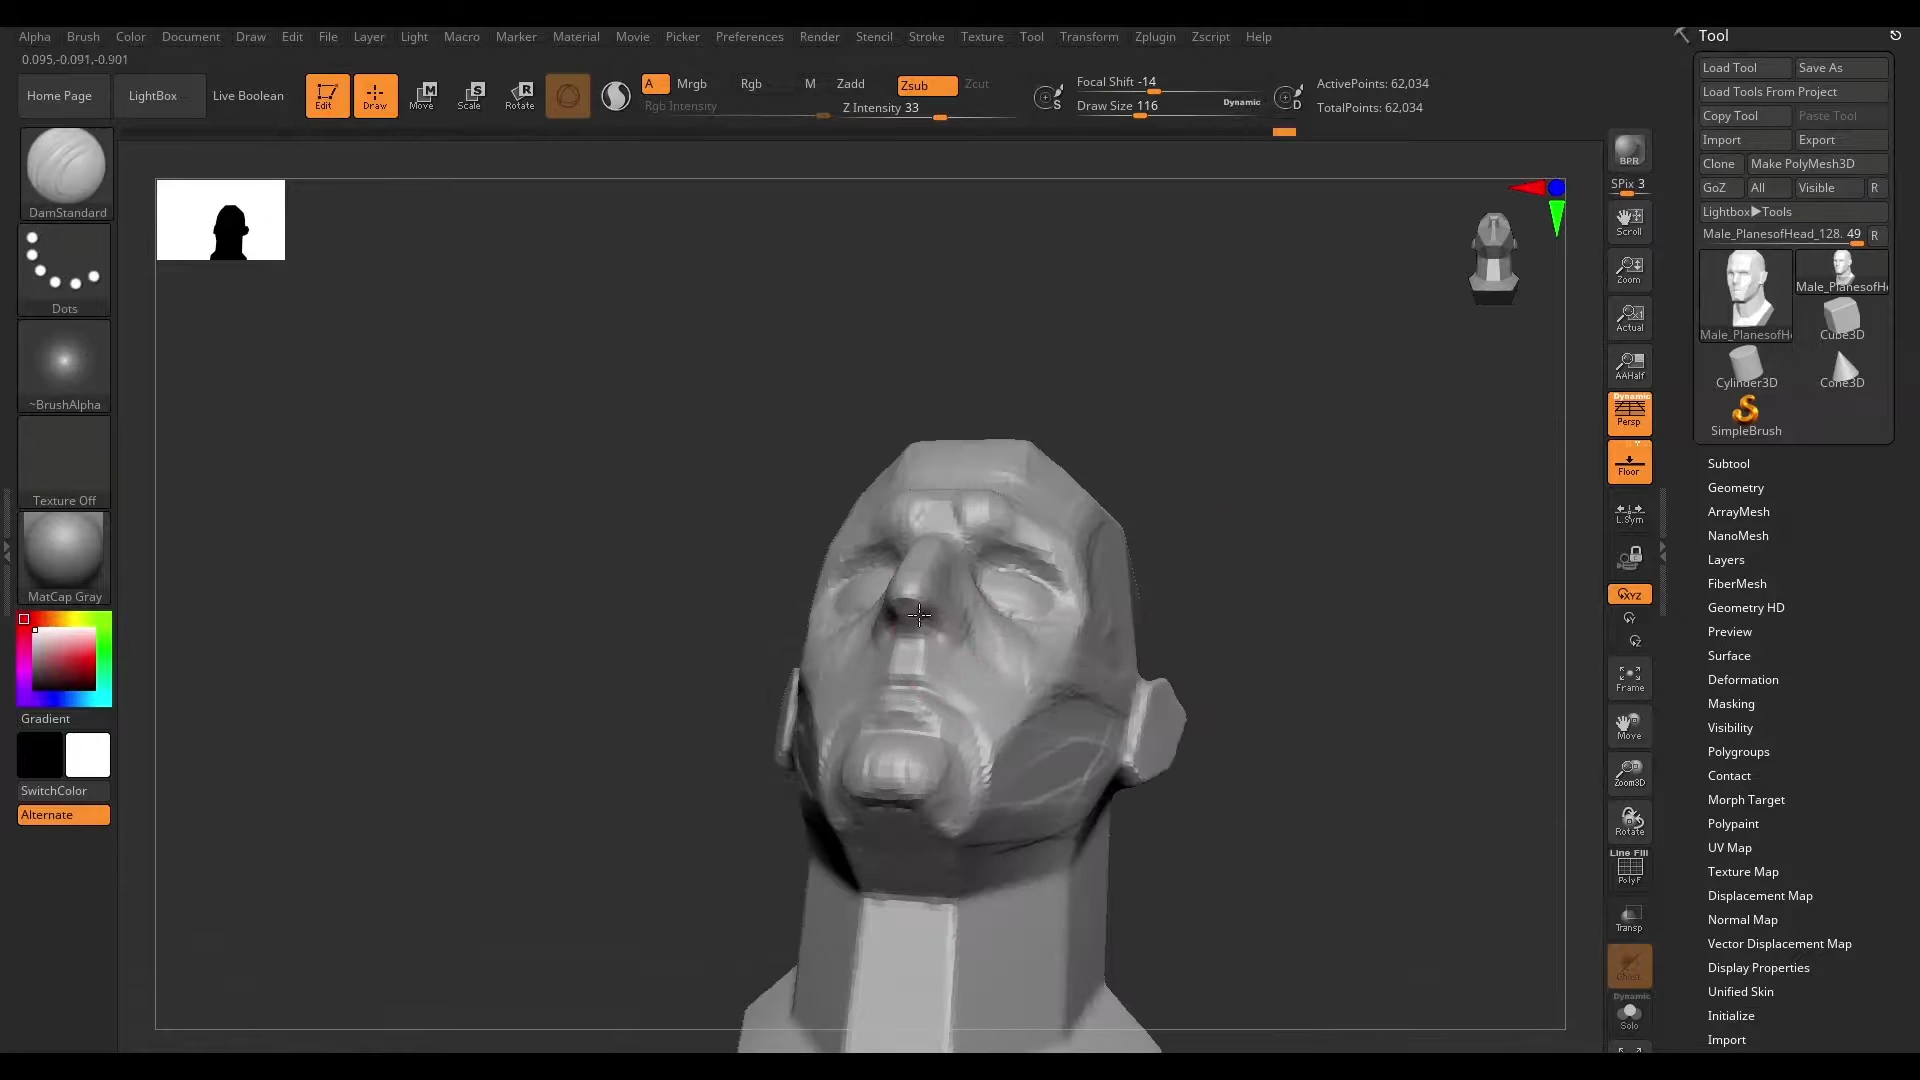 Alpha Brush Color Document Draw Edit File Layer Light Macro Marker Material Movie Picker Preferences Render Stencil Stroke Texture Tool Transform Zplugin Zscript Help
0.095,-0.091,-0.901
Home Page
LightBox
Live Boolean
Edit
Draw
Move
Scale
Rotate
A
Mrgb
Rgb
M
Zadd
Zsub
Zcut
Rgb Intensity
Z Intensity 33
S
Focal Shift -14
Draw Size 116
Dynamic
D
ActivePoints: 62,034
TotalPoints: 62,034
DamStandard
Dots
~BrushAlpha
Texture Off
MatCap Gray
Gradient
SwitchColor
Alternate
BPR
SPix 3
Scroll
Zoom
Actual
AAHalf
Dynamic
Persp
Floor
L.Sym
XYZ
Frame
Move
Zoom3D
Rotate
Line Fill
PolyF
Transp
Ghost
Dynamic
Solo
Tool
Load Tool
Save As
Load Tools From Project
Copy Tool
Paste Tool
Import
Export
Clone
Make PolyMesh3D
GoZ
All
Visible
R
Lightbox▶Tools
Male_PlanesofHead_128. 49
R
Male_PlanesofHe
Male_PlanesofHe
Cube3D
Cylinder3D
Cone3D
SimpleBrush
Subtool
Geometry
ArrayMesh
NanoMesh
Layers
FiberMesh
Geometry HD
Preview
Surface
Deformation
Masking
Visibility
Polygroups
Contact
Morph Target
Polypaint
UV Map
Texture Map
Displacement Map
Normal Map
Vector Displacement Map
Display Properties
Unified Skin
Initialize
Import